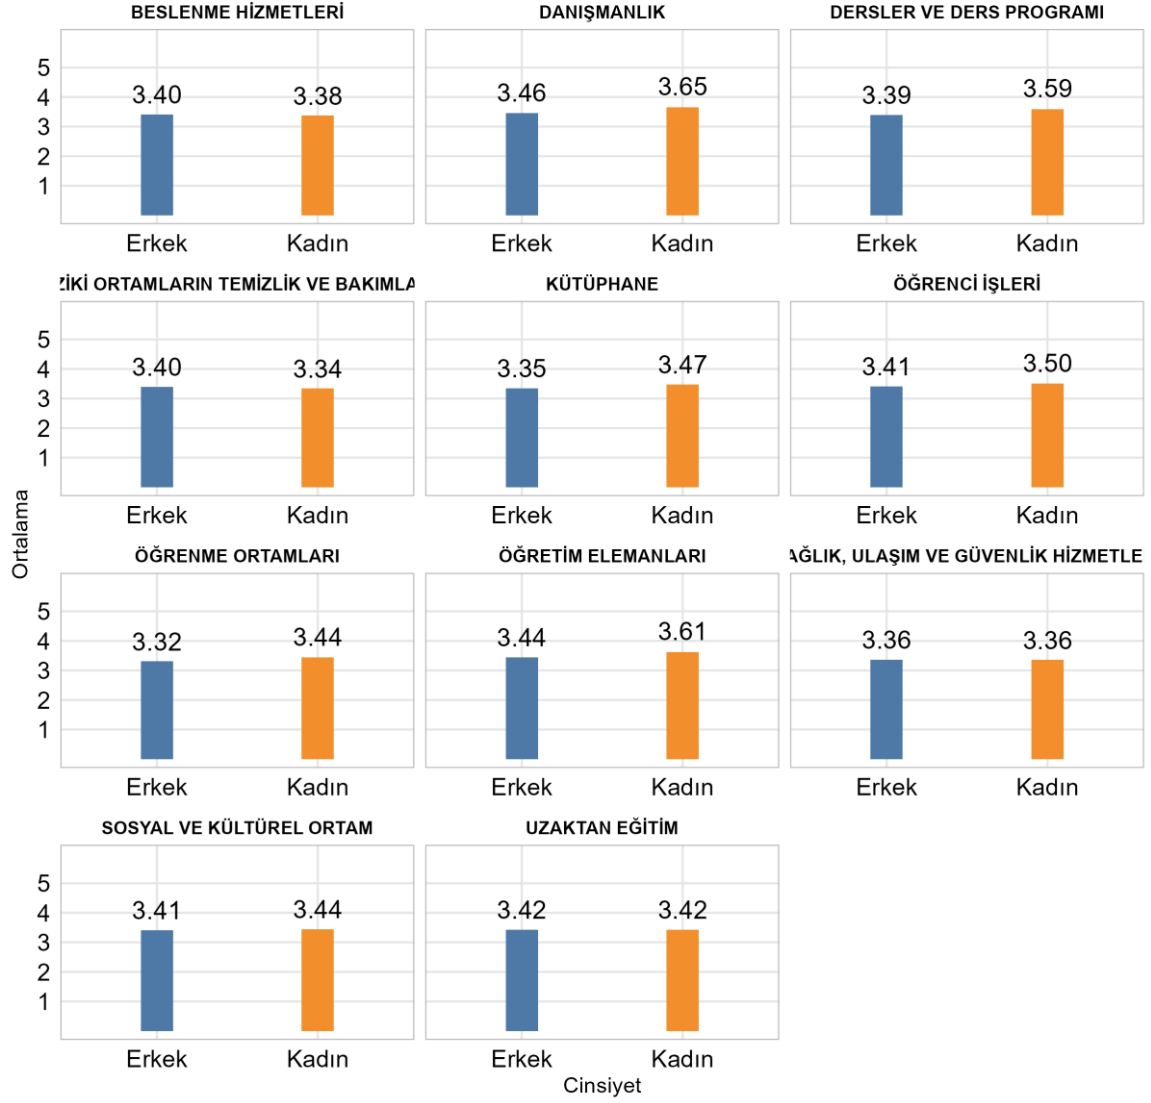 BESLENME HİZMETLERİ
DANIŞMANLIK
DERSLER VE DERS PROGRAMI
5
4
3
2
1
3.40
3.38
3.46
3.65
3.39
3.59
Erkek
Kadın
Erkek
Kadın
Erkek
Kadın
ZİKİ ORTAMLARIN TEMİZLİK VE BAKIMLA
KÜTÜPHANE
ÖĞRENCİ İŞLERİ
5
4
3
2
1
3.40
3.34
3.35
3.47
3.41
3.50
Erkek
Kadın
Erkek
Kadın
Erkek
Kadın
Ortalama
ÖĞRENME ORTAMLARI
ÖĞRETİM ELEMANLARI
AĞLIK, ULAŞIM VE GÜVENLİK HİZMETLE
5
4
3
2
1
3.32
3.44
3.44
3.61
3.36
3.36
Erkek
Kadın
Erkek
Kadın
Erkek
Kadın
SOSYAL VE KÜLTÜREL ORTAM
UZAKTAN EĞİTİM
5
4
3
2
1
3.41
3.44
3.42
3.42
Erkek
Kadın
Erkek
Kadın
Cinsiyet